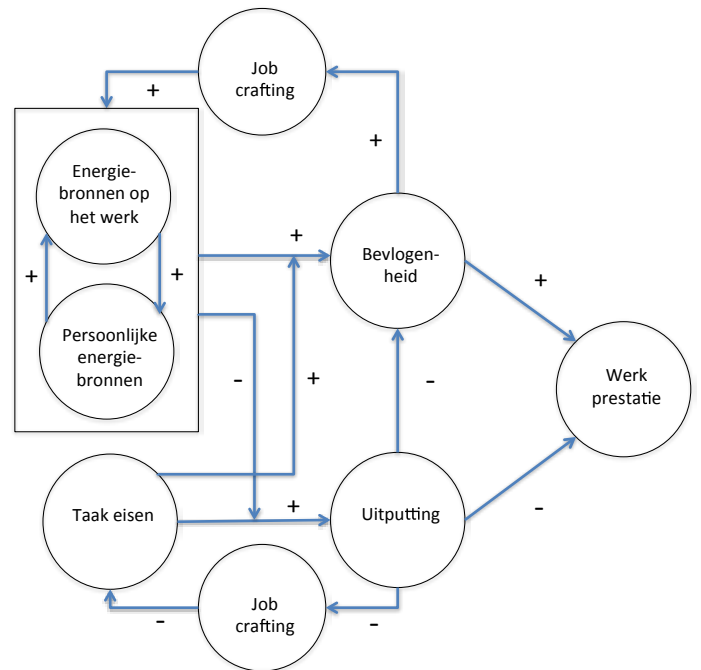 Job
crafting
+
+
Energie-
bronnen op
het werk
+
+
Bevlogen-
heid
+
+
Persoonlijke
energie-
bronnen
-
+
-
Werk
prestatie
Taak eisen
+
Uitputting
-
Job
crafting
-
-